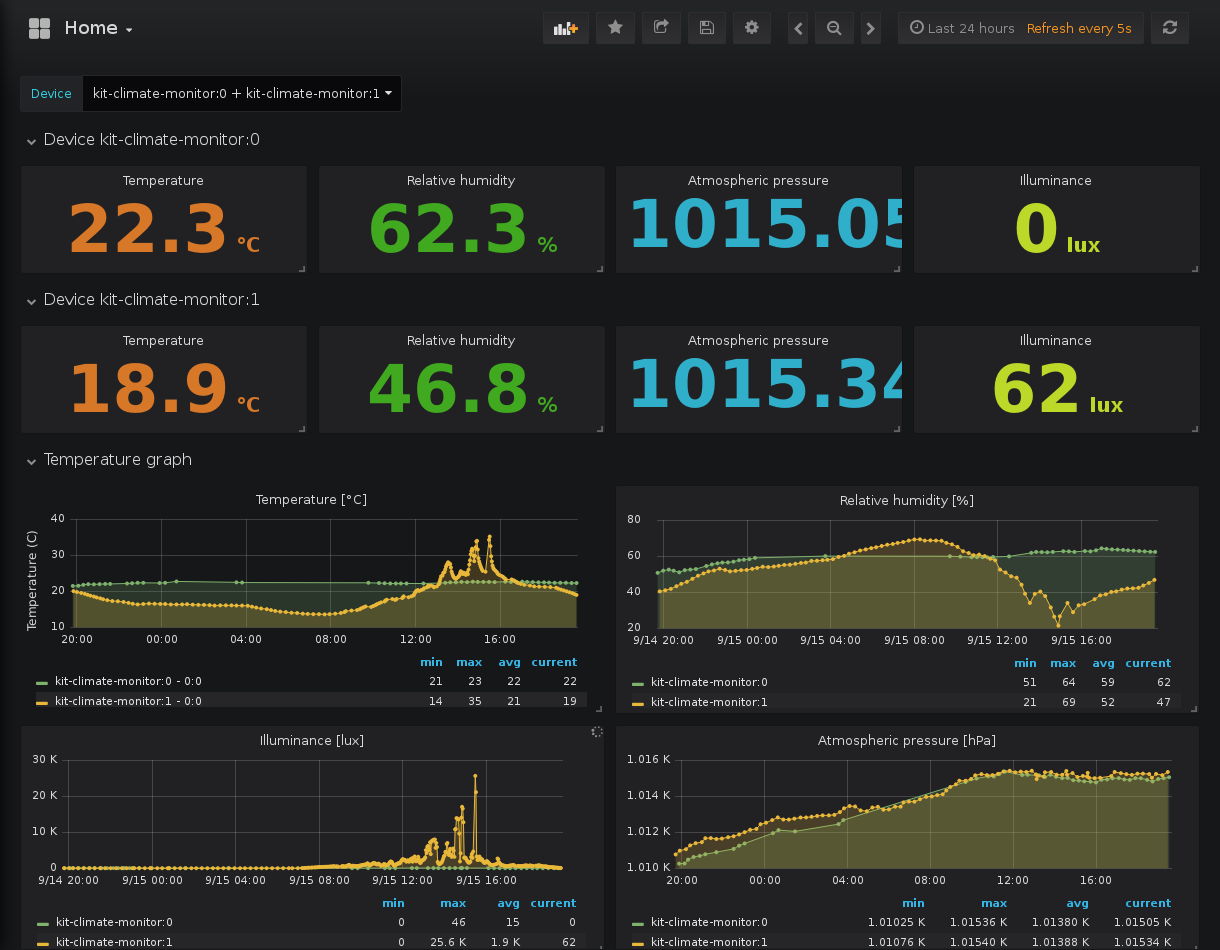 Home
Last 24 hours Refresh every 5s
Device kit-climate-monitor:0 + kit-climate-monitor:1
Device kit-climate-monitor:0
Temperature Relative humidity Atmospheric pressure Illuminance
22.3 °C 62.3 % 1015.05 0 lux
Device kit-climate-monitor:1
Temperature Relative humidity Atmospheric pressure Illuminance
18.9 °C 46.8 % 1015.34 62 lux
Temperature graph
Temperature [°C]
Temperature (C)
40
30
20
10
20:00 00:00 04:00 08:00 12:00 16:00
min max avg current
kit-climate-monitor:0 - 0:0 21 23 22 22
kit-climate-monitor:1 - 0:0 14 35 21 19
Relative humidity [%]
80
60
40
20
9/14 20:00 9/15 00:00 9/15 04:00 9/15 08:00 9/15 12:00 9/15 16:00
min max avg current
kit-climate-monitor:0 51 64 59 62
kit-climate-monitor:1 21 69 52 47
Illuminance [lux]
30 K
20 K
10 K
0
9/14 20:00 9/15 00:00 9/15 04:00 9/15 08:00 9/15 12:00 9/15 16:00
min max avg current
kit-climate-monitor:0 0 46 15 0
kit-climate-monitor:1 0 25.6 K 1.9 K 62
Atmospheric pressure [hPa]
1.016 K
1.014 K
1.012 K
1.010 K
20:00 00:00 04:00 08:00 12:00 16:00
min max avg current
kit-climate-monitor:0 1.01025 K 1.01536 K 1.01380 K 1.01505 K
kit-climate-monitor:1 1.01076 K 1.01540 K 1.01388 K 1.01534 K